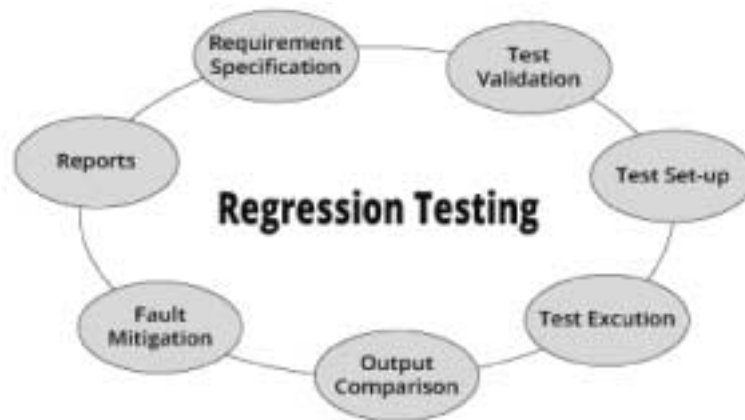 Requirement
Specification
Test
Validation
Reports
Test Set-up
Regression Testing
Fault
Mitigation
Test Excution
Output
Comparison